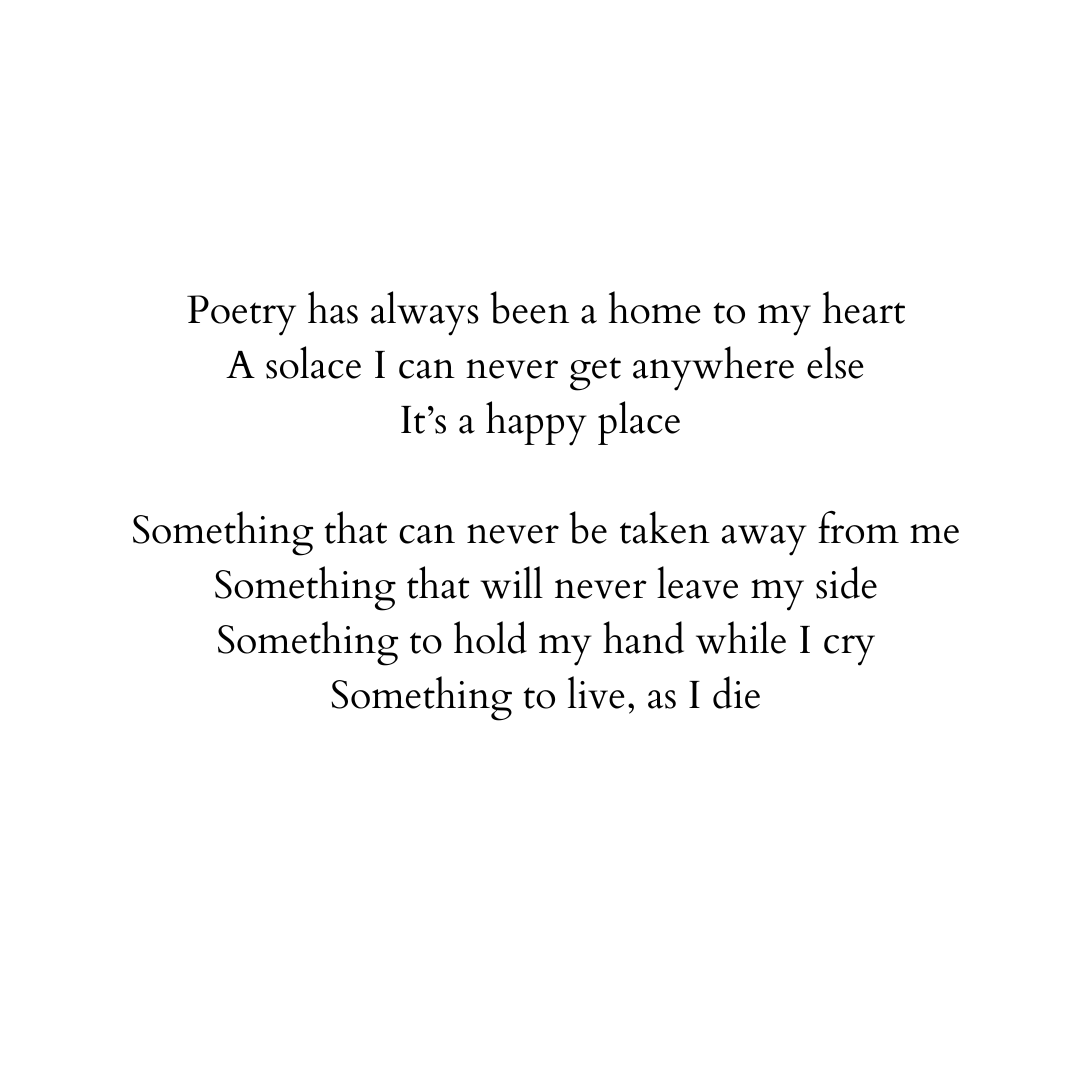 Poetry has always been a home to my heart
A solace I can never get anywhere else
It’s a happy place
Something that can never be taken away from me
Something that will never leave my side
Something to hold my hand while I cry
Something to live, as I die